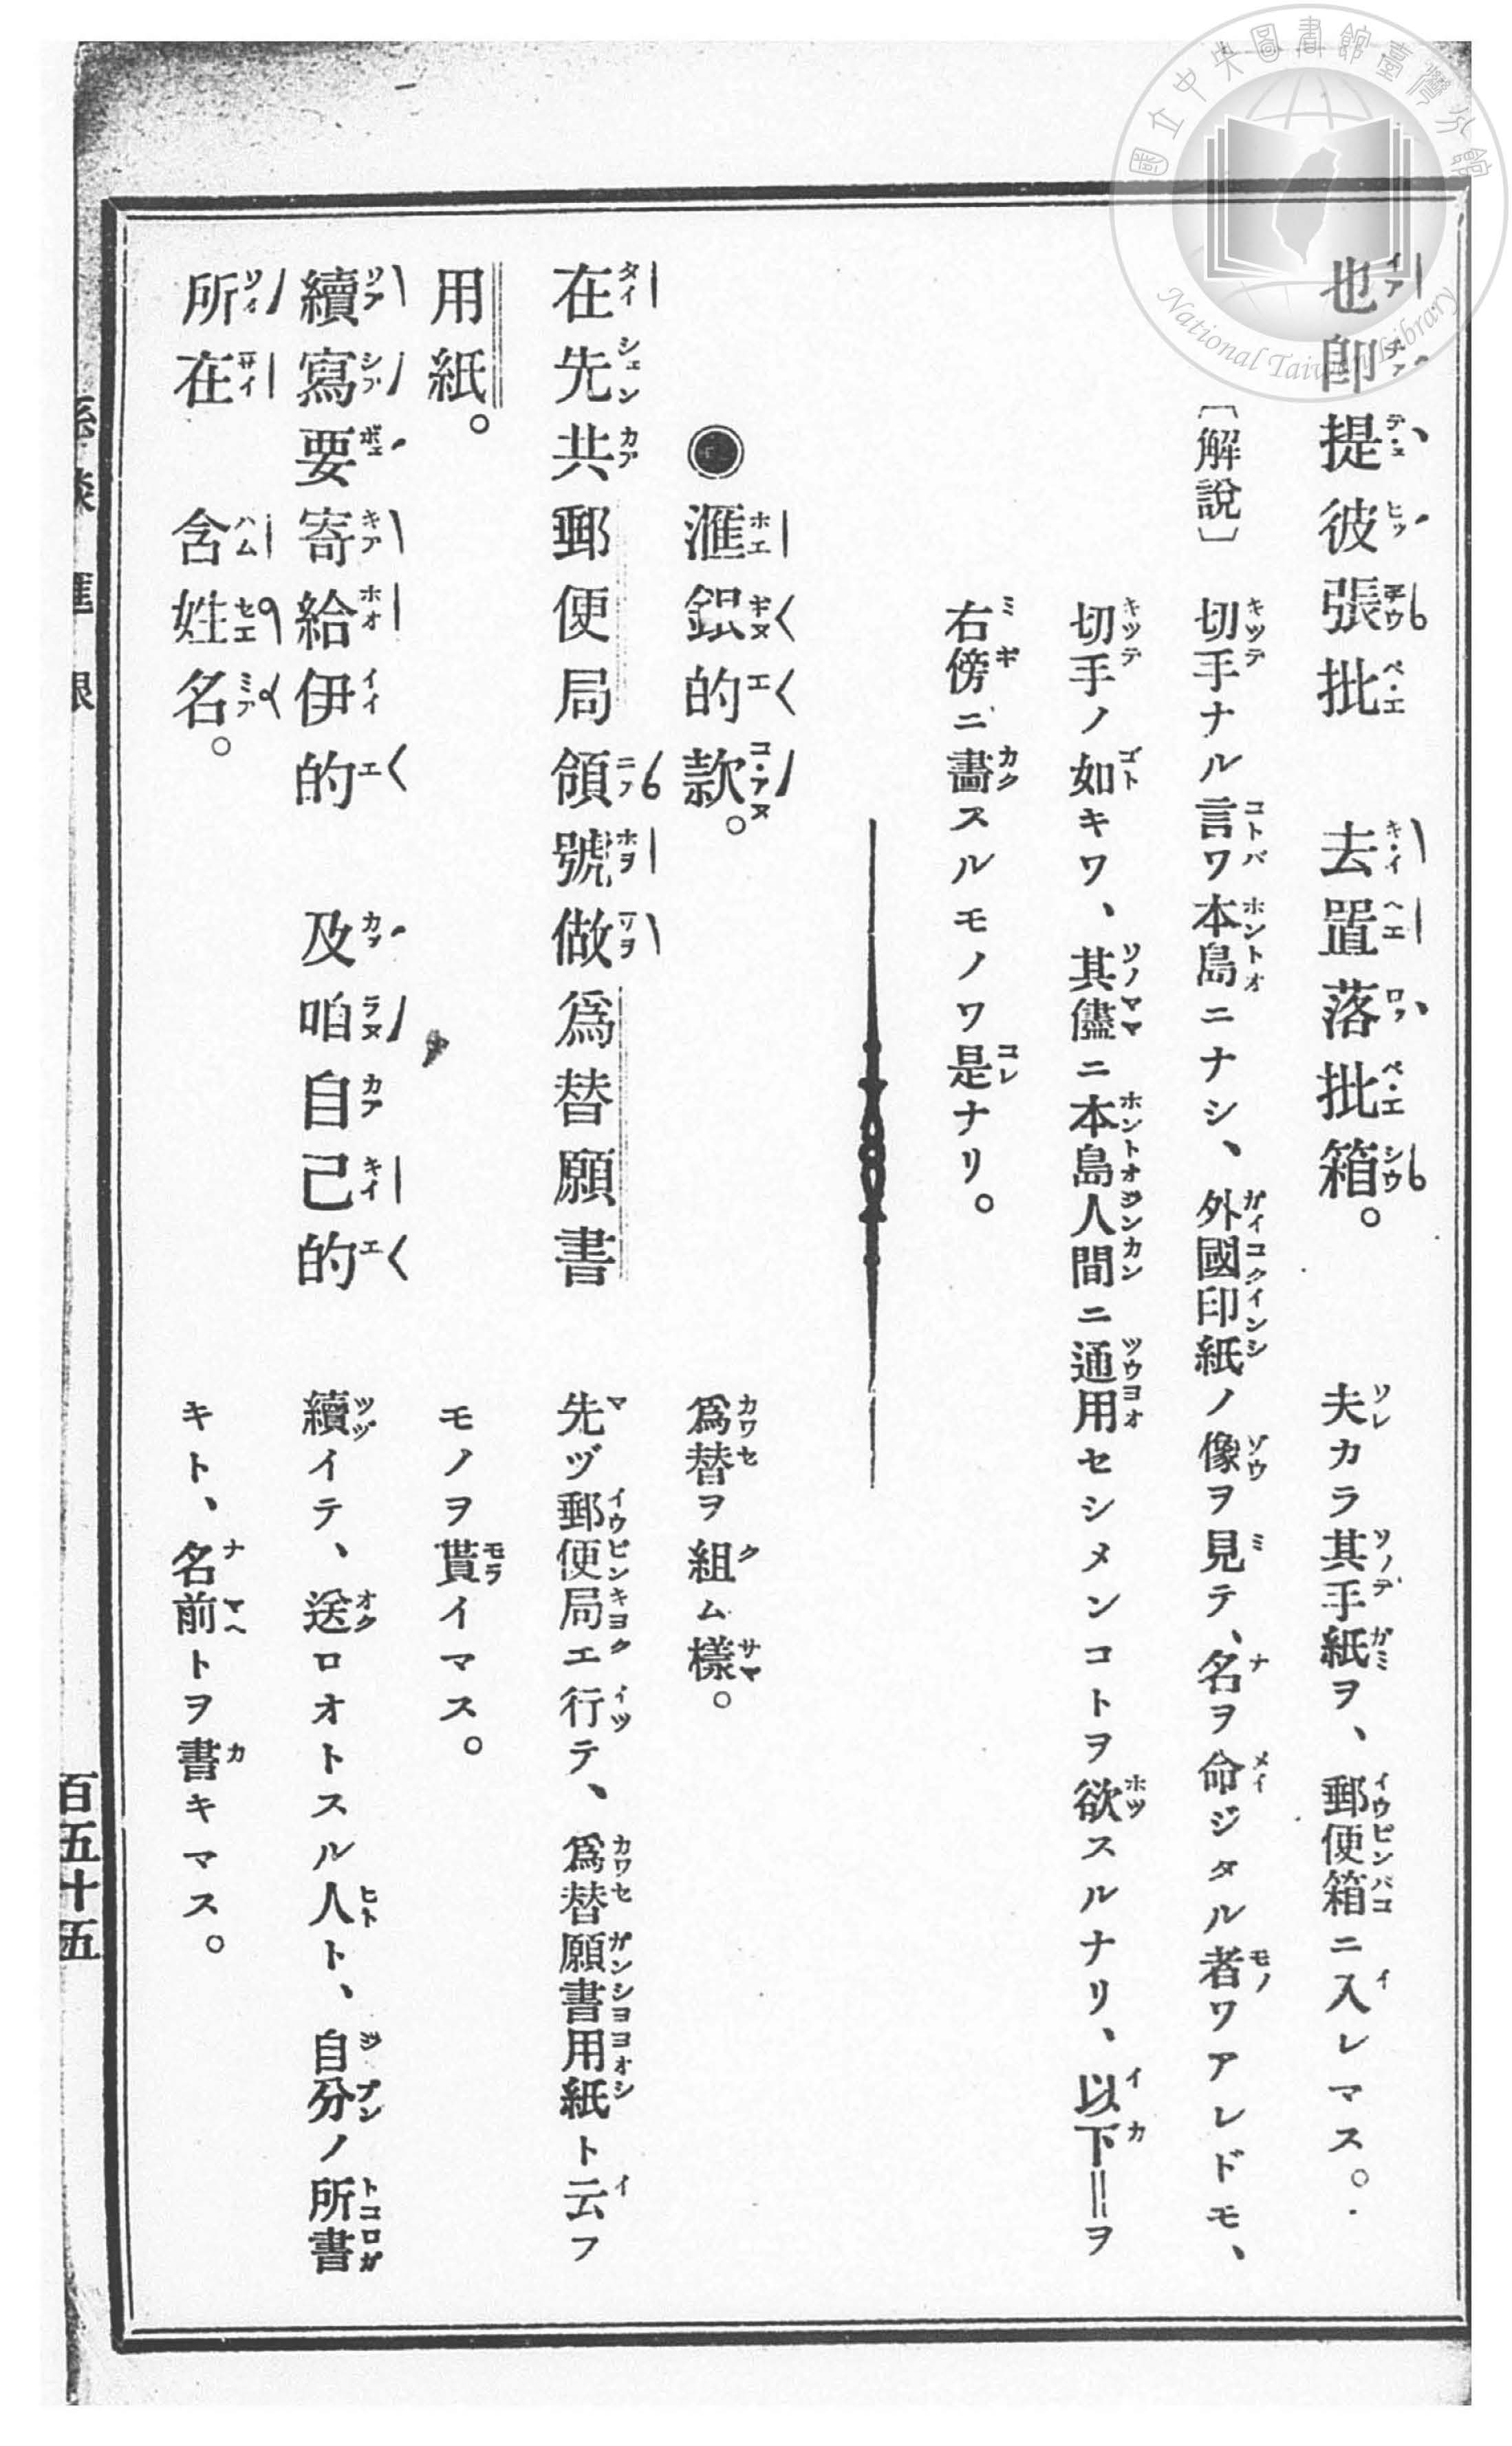 也卽提彼張批 去置落批箱。 夫カラ其手紙ヲ、郵便箱ニ入レマス。
〔解說〕 切手ナル言ワ本島ニナシ、外國印紙ノ像ヲ見テ、名ヲ命ジタル者ワアレドモ、
切手ノ如キワ、其儘ニ本島人間ニ通用セシメンコトヲ欲スルナリ、以下‖ヲ
右傍ニ畵スルモノワ是ナリ。
◉滙銀的款。 爲替ヲ組ム樣。
在先共郵便局領號做爲替願書 先ヅ郵便局エ行テ、爲替願書用紙ト云フ
用紙。 モノヲ貰イマス。
續寫要寄給伊的 及咱自己的 續イテ、送ロオトスル人ト、自分ノ所書
所在 含姓名。 キト、名前トヲ書キマス。
百五十五
國立中央圖書館臺灣分館
National Taiwan Library